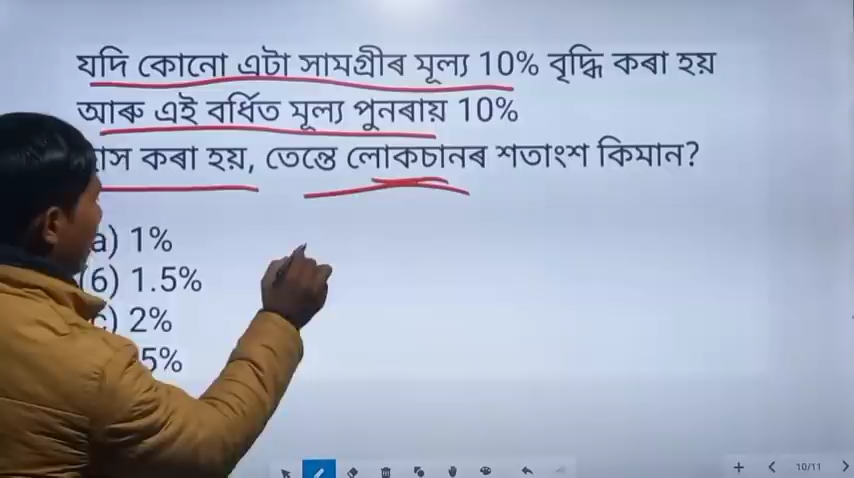 যদি কোনো এটা সামগ্ৰীৰ মূল্য 10% বৃদ্ধি কৰা হয়
আৰু এই বৰ্ধিত মূল্য পুনৰায় 10%
কৰা হয়, তেন্তে লোকচানৰ শতাংশ কিমান?
a) 1%
(6) 1.5%
c) 2%
5%
10/11